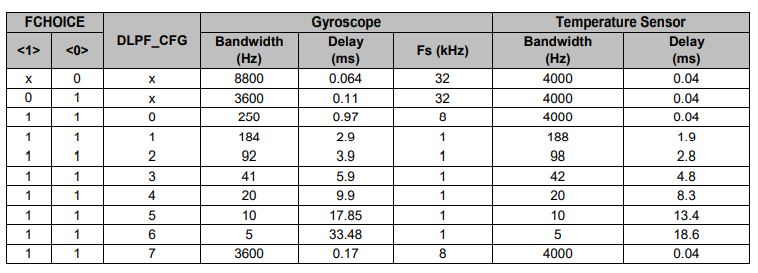 FCHOICE Gyroscope Temperature Sensor
<1> <0> DLPF_CFG Bandwidth (Hz) Delay (ms) Fs (kHz) Bandwidth (Hz) Delay (ms)
x 0 x 8800 0.064 32 4000 0.04
0 1 x 3600 0.11 32 4000 0.04
1 1 0 250 0.97 8 4000 0.04
1 1 1 184 2.9 1 188 1.9
1 1 2 92 3.9 1 98 2.8
1 1 3 41 5.9 1 42 4.8
1 1 4 20 9.9 1 20 8.3
1 1 5 10 17.85 1 10 13.4
1 1 6 5 33.48 1 5 18.6
1 1 7 3600 0.17 8 4000 0.04